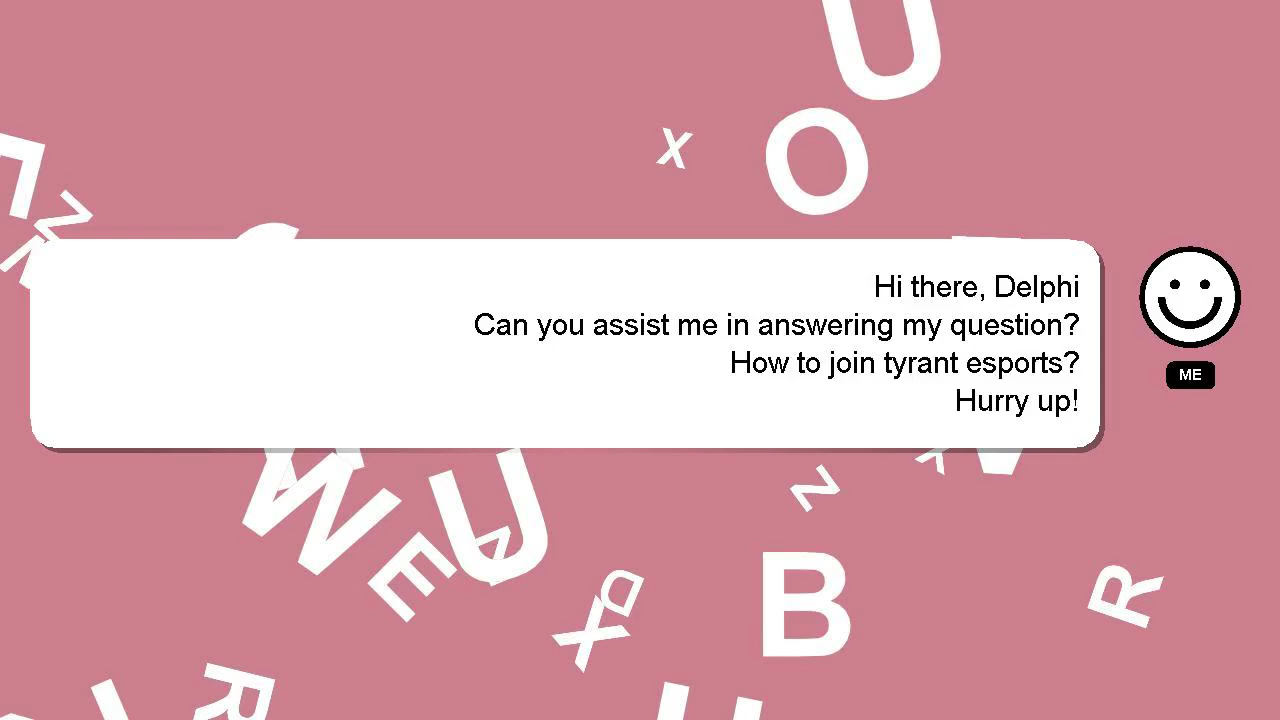 Hi there, Delphi
Can you assist me in answering my question?
How to join tyrant esports?
Hurry up!
ME
U
O
X
Z
W
E
U
Z
D
X
B
R
R